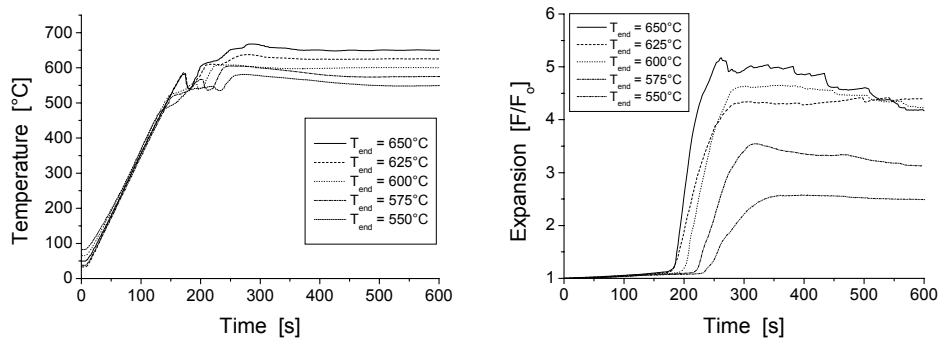 700
600
500
400
300
200
100
0
Temperature [°C]
0 100 200 300 400 500 600
Time [s]
T_end = 650°C
T_end = 625°C
T_end = 600°C
T_end = 575°C
T_end = 550°C
6
5
4
3
2
1
Expansion [F/F_o]
0 100 200 300 400 500 600
Time [s]
T_end = 650°C
T_end = 625°C
T_end = 600°C
T_end = 575°C
T_end = 550°C